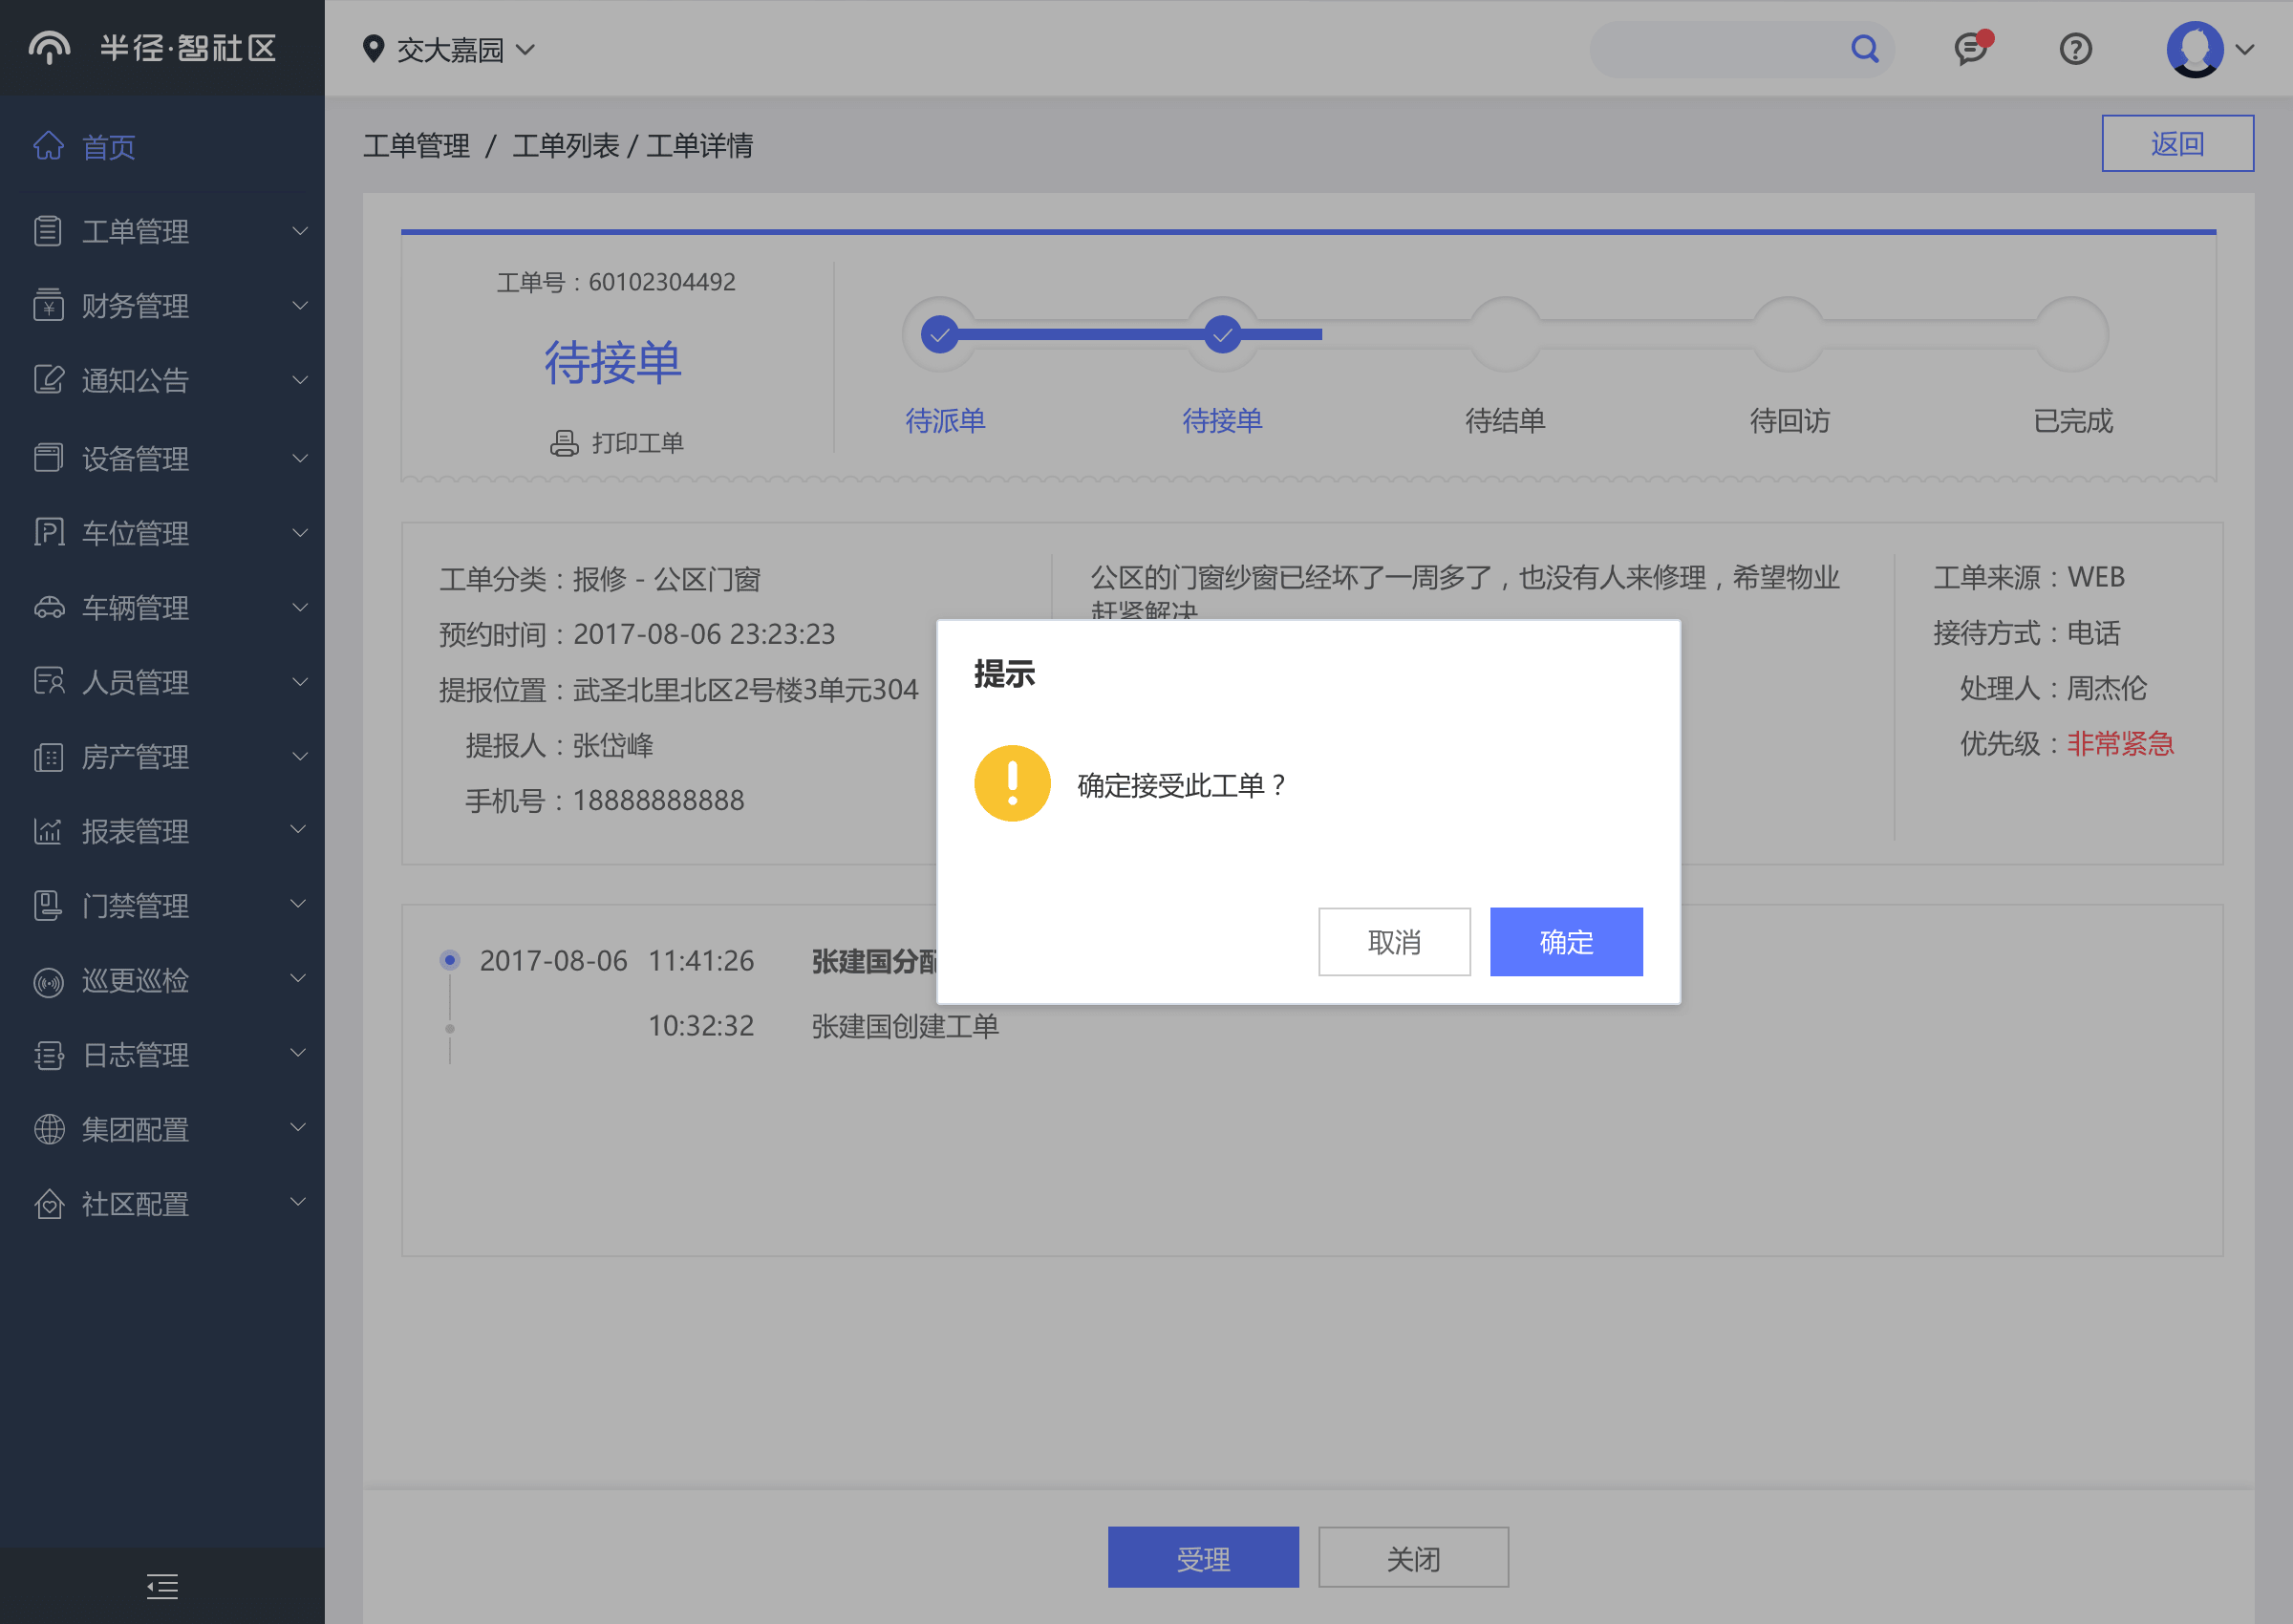 半径·智社区
交大嘉园
首页
工单管理
财务管理
通知公告
设备管理
车位管理
车辆管理
人员管理
房产管理
报表管理
门禁管理
巡更巡检
日志管理
集团配置
社区配置
工单管理 / 工单列表 / 工单详情
返回
工单号：60102304492
待接单
打印工单
待派单
待接单
待结单
待回访
已完成
工单分类：报修 - 公区门窗
预约时间：2017-08-06 23:23:23
提报位置：武圣北里北区2号楼3单元304
提报人：张岱峰
手机号：18888888888
公区的门窗纱窗已经坏了一周多了，也没有人来修理，希望物业
赶紧解决
工单来源：WEB
接待方式：电话
处理人：周杰伦
优先级：非常紧急
提示
确定接受此工单？
取消
确定
2017-08-06 11:41:26 张建国分配
10:32:32 张建国创建工单
受理
关闭